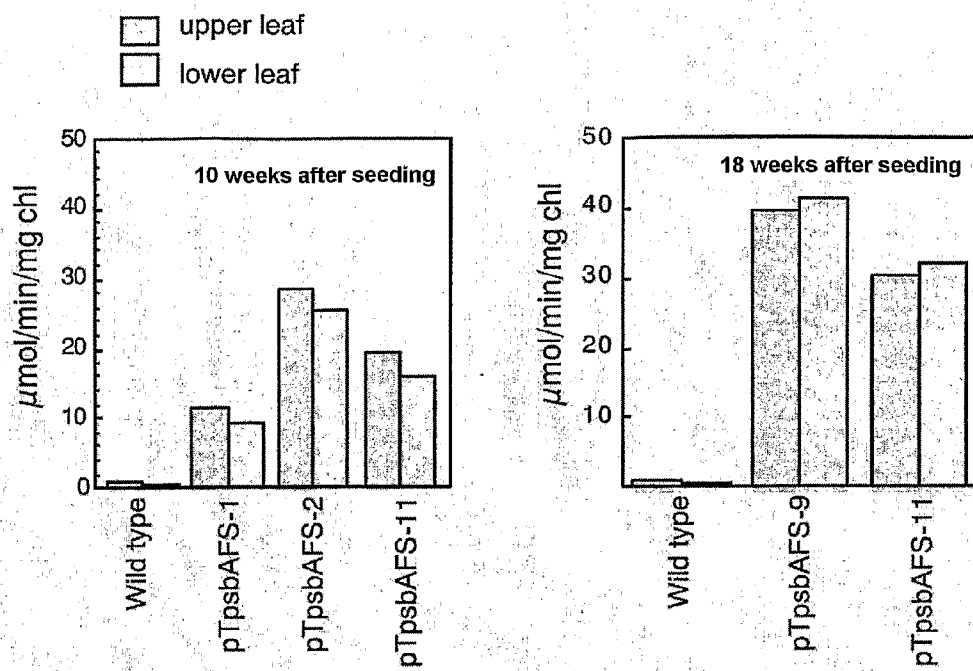 upper leaf
lower leaf
50
40
30
20
10
0
µmol/min/mg chl
10 weeks after seeding
Wild type
pTpsbAFS-1
pTpsbAFS-2
pTpsbAFS-11
50
40
30
20
10
µmol/min/mg chl
18 weeks after seeding
Wild type
pTpsbAFS-9
pTpsbAFS-11